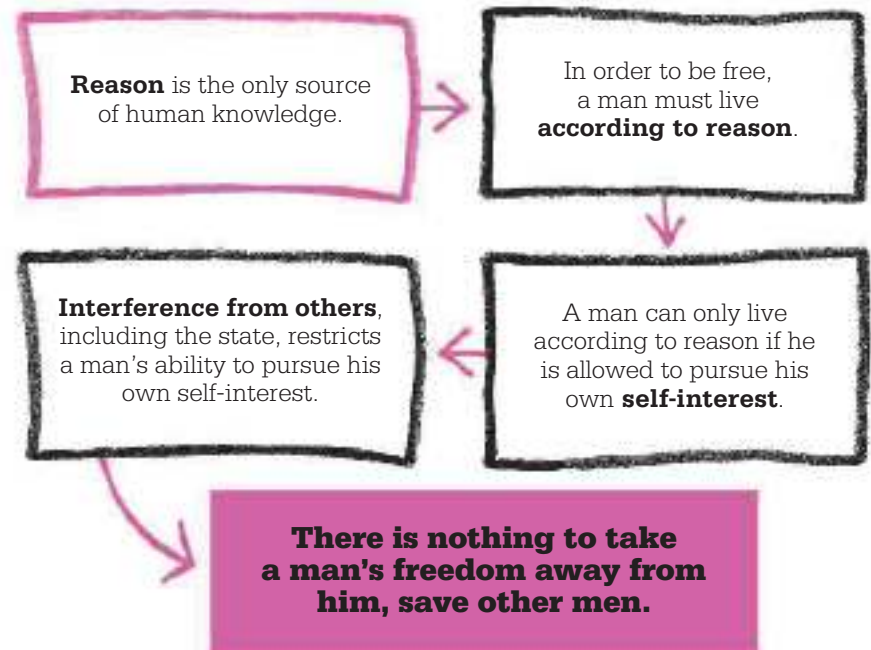 Reason is the only source
of human knowledge.
In order to be free,
a man must live
according to reason.
A man can only live
according to reason if he
is allowed to pursue his
own self-interest.
Interference from others,
including the state, restricts
a man’s ability to pursue his
own self-interest.
There is nothing to take
a man’s freedom away from
him, save other men.